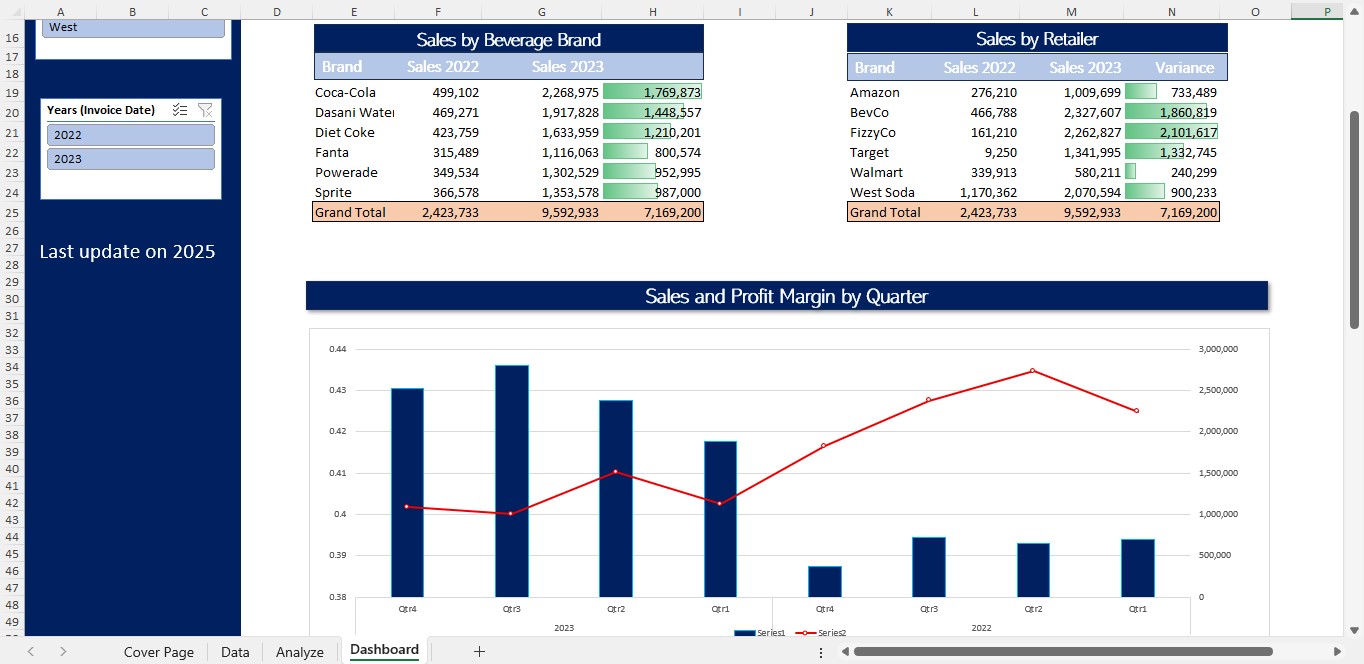 A B C D E F G H I J K L M N O P
16
17
18
19
20
21
22
23
24
25
26
27
28
29
30
31
32
33
34
35
36
37
38
39
40
41
42
43
44
45
46
47
48
49
West
Years (Invoice Date)
2022
2023
Last update on 2025
Sales by Beverage Brand
Brand Sales 2022 Sales 2023
Coca-Cola 499,102 2,268,975 1,769,873
Dasani Water 469,271 1,917,828 1,448,557
Diet Coke 423,759 1,633,959 1,210,201
Fanta 315,489 1,116,063 800,574
Powerade 349,534 1,302,529 952,995
Sprite 366,578 1,353,578 987,000
Grand Total 2,423,733 9,592,933 7,169,200
Sales by Retailer
Brand Sales 2022 Sales 2023 Variance
Amazon 276,210 1,009,699 733,489
BevCo 466,788 2,327,607 1,860,819
FizzyCo 161,210 2,262,827 2,101,617
Target 9,250 1,341,995 1,332,745
Walmart 339,913 580,211 240,299
West Soda 1,170,362 2,070,594 900,233
Grand Total 2,423,733 9,592,933 7,169,200
Sales and Profit Margin by Quarter
0.44 3,000,000
0.43 2,500,000
0.42 2,000,000
0.41 1,500,000
0.4 1,000,000
0.39 500,000
0.38 0
Qtr4 Qtr3 Qtr2 Qtr1 Qtr4 Qtr3 Qtr2 Qtr1
2023 2022
Series1 Series2
Cover Page Data Analyze Dashboard